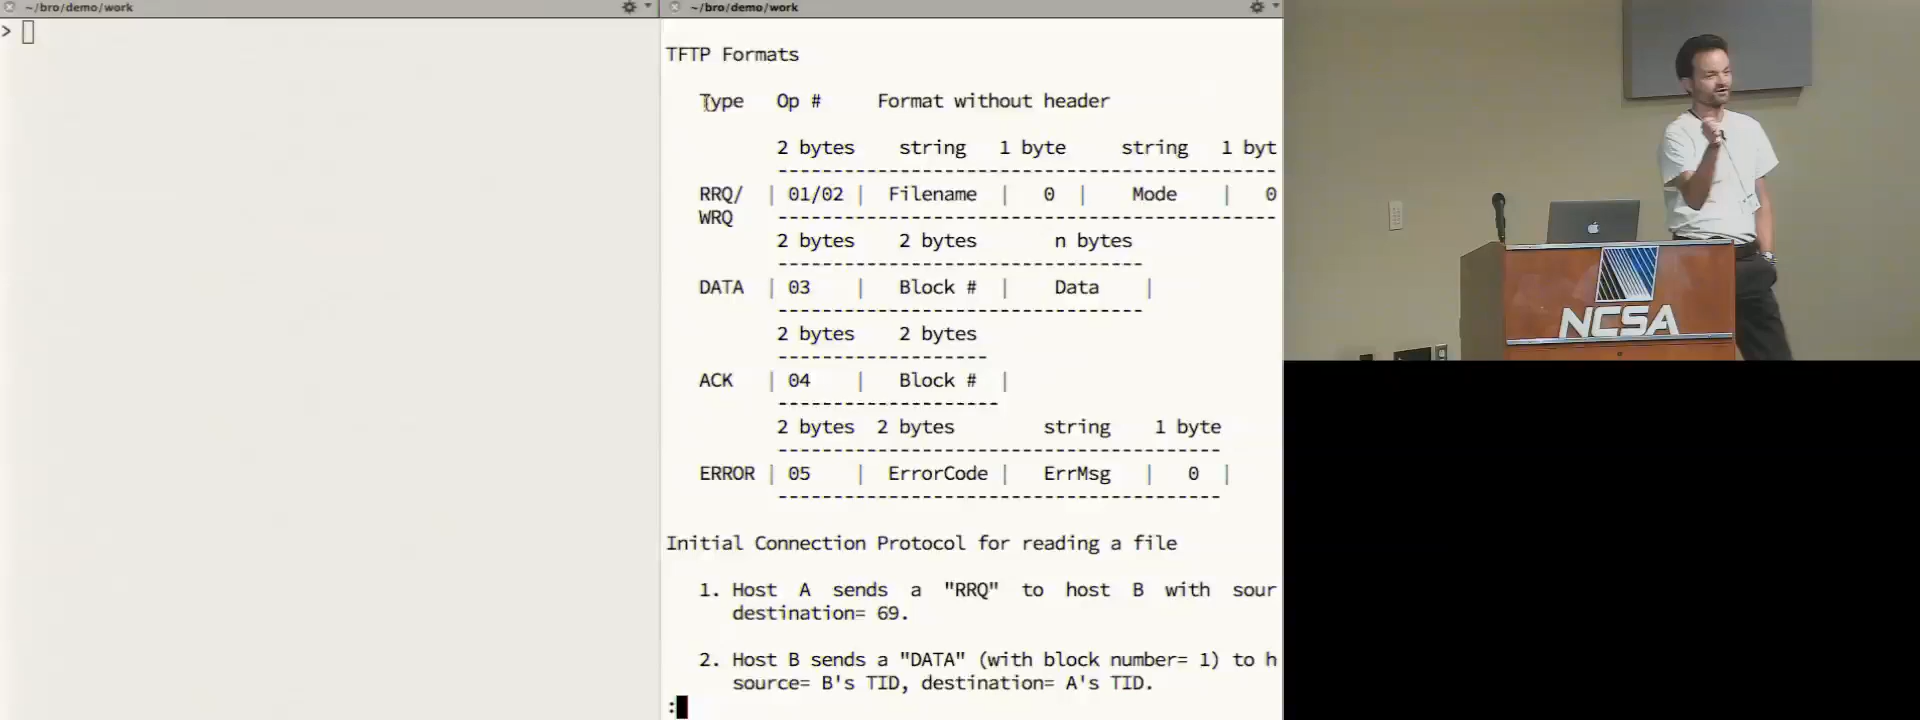 ~/bro/demo/work
>
~/bro/demo/work
TFTP Formats
Type Op # Format without header
2 bytes string 1 byte string 1 byt
-----------------------------------------------
RRQ/ | 01/02 | Filename | 0 | Mode | 0
WRQ -----------------------------------------------
2 bytes 2 bytes n bytes
---------------------------------
DATA | 03 | Block # | Data |
---------------------------------
2 bytes 2 bytes
-------------------
ACK | 04 | Block # |
--------------------
2 bytes 2 bytes string 1 byte
----------------------------------------
ERROR | 05 | ErrorCode | ErrMsg | 0 |
----------------------------------------
Initial Connection Protocol for reading a file
1. Host A sends a "RRQ" to host B with sour
destination= 69.
2. Host B sends a "DATA" (with block number= 1) to h
source= B's TID, destination= A's TID.
:
NCSA